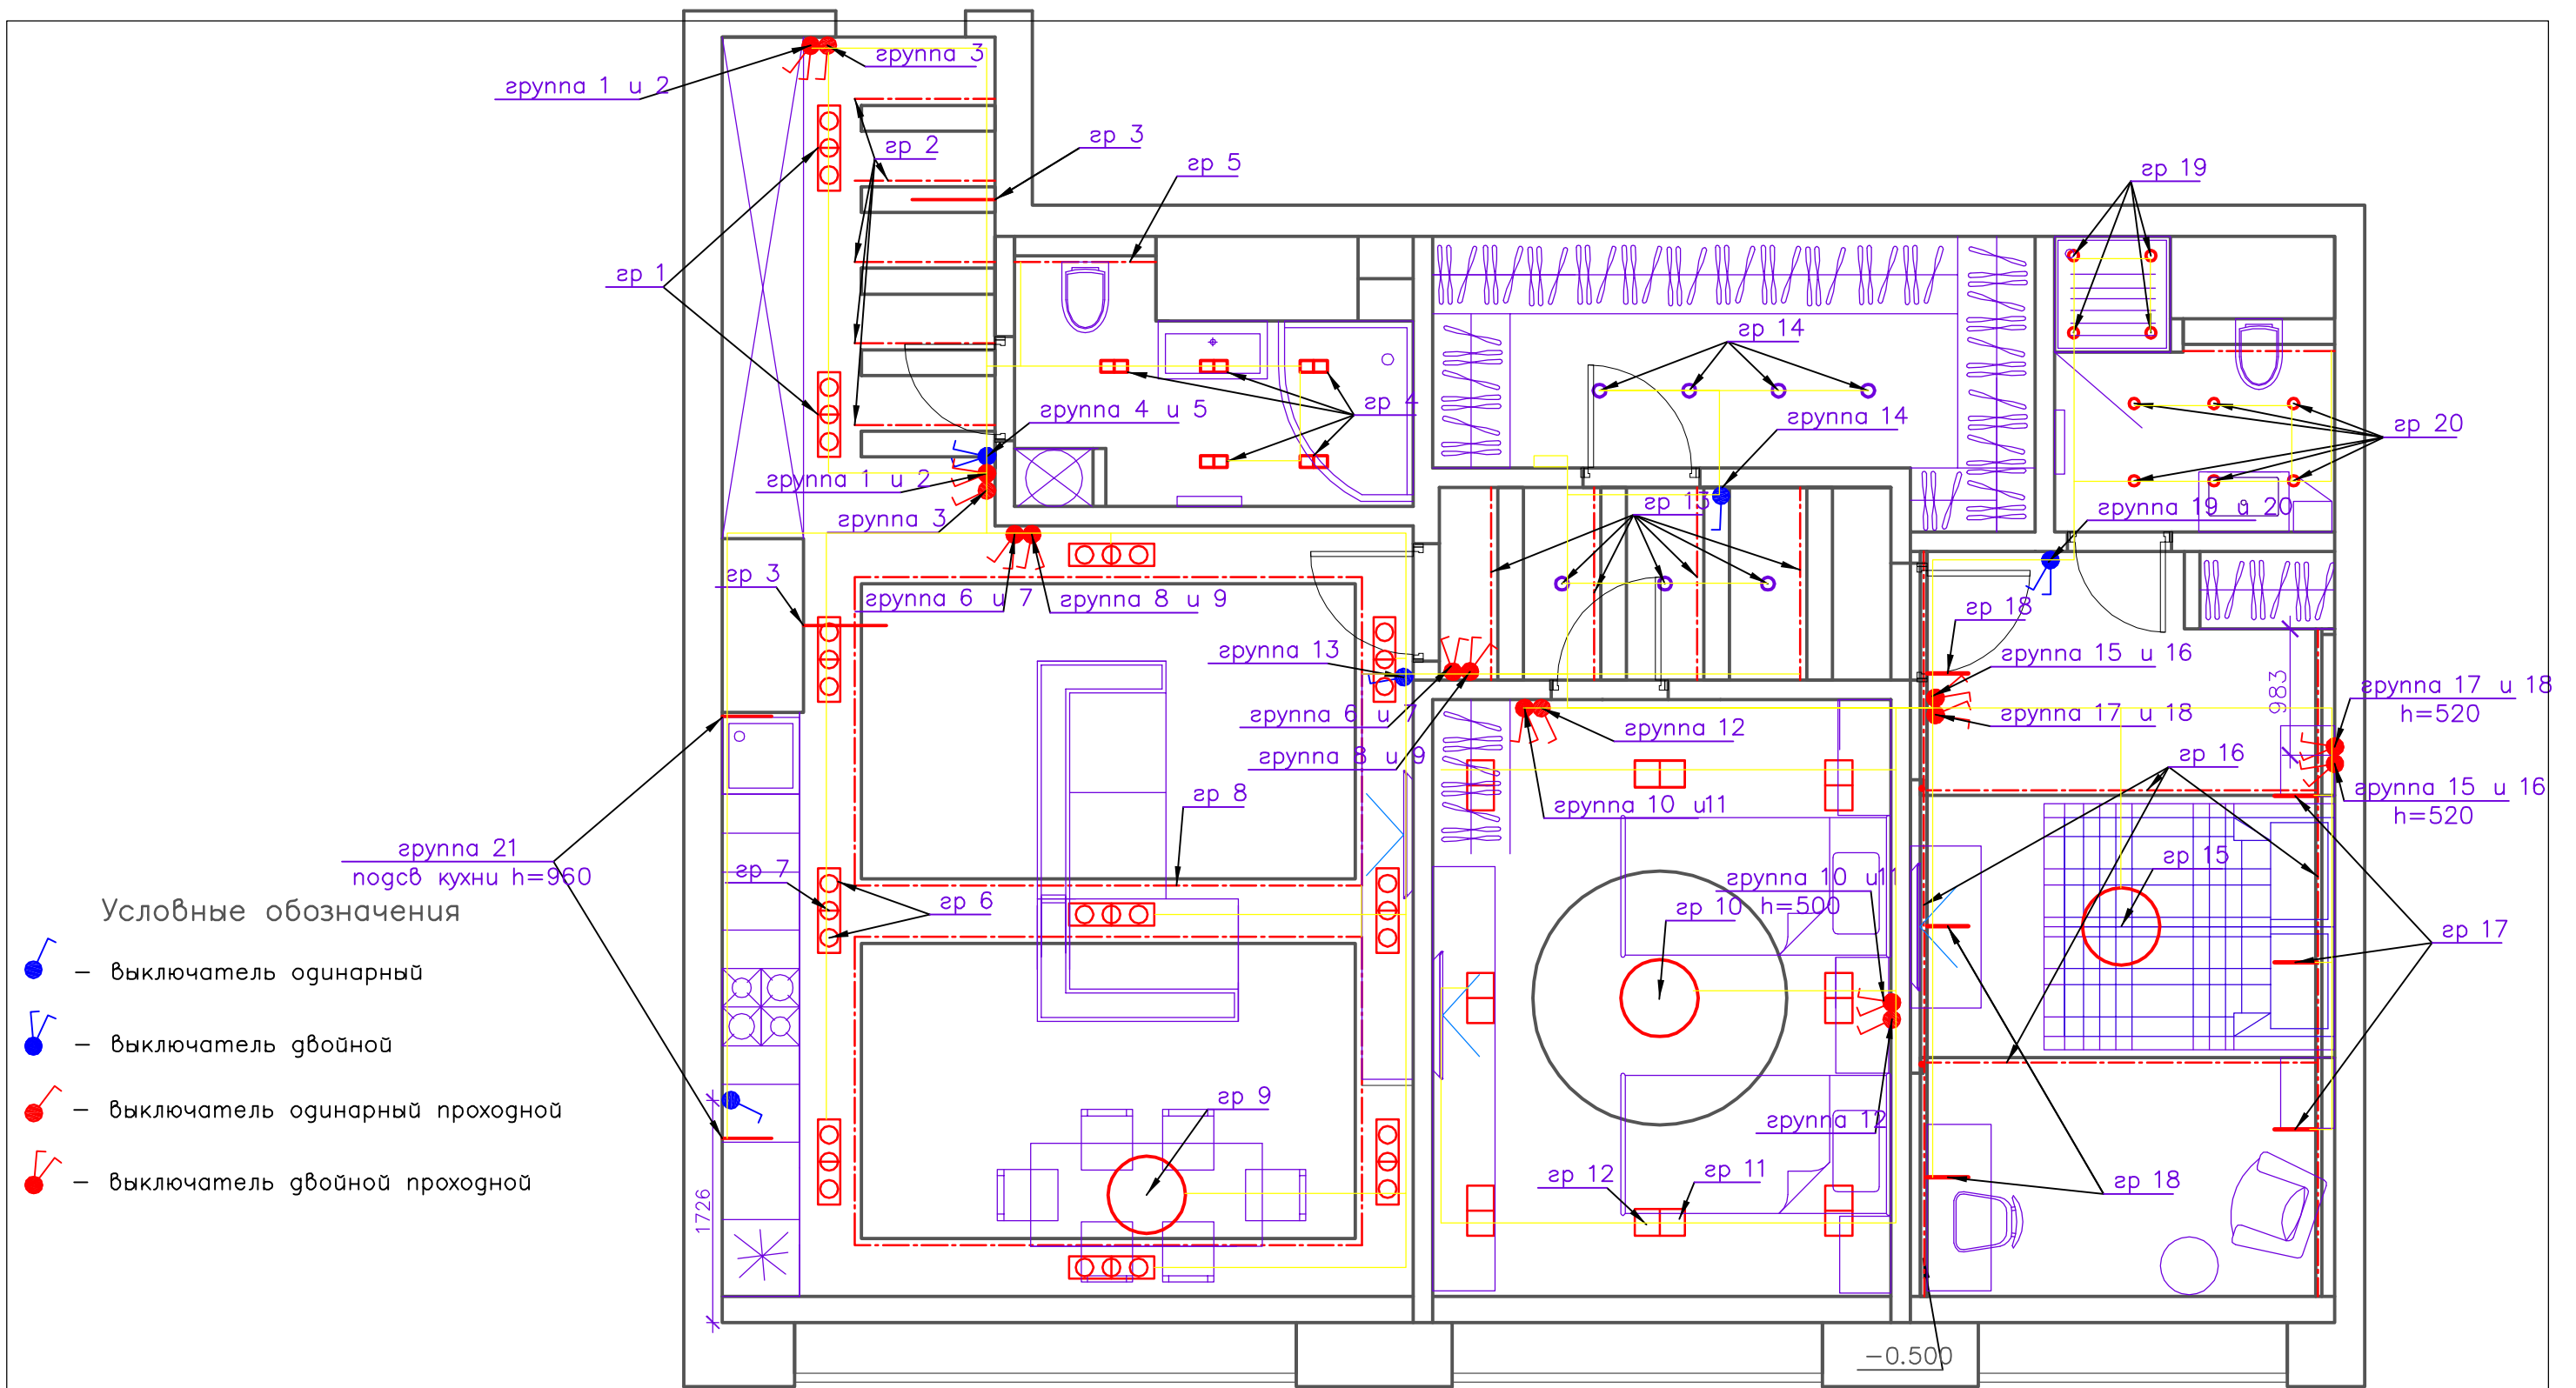 группа 3
группа 1 и 2
гр 3
гр 2
гр 5
гр 19
гр 1
гр 14
гр 4
группа 4 и 5
группа 14
гр 20
группа 1 и 2
гр 13
группа 19 и 20
группа 3
гр 3
группа 6 и 7
группа 8 и 9
гр 18
группа 13
группа 15 и 16
983
группа 17 и 18
h=520
группа 6 и 7
группа 17 и 18
группа 12
группа 8 и 9
гр 16
группа 15 и 16
h=520
гр 8
группа 10 и11
h=500
группа 10 и11
группа 21
подсв кухни h=960
гр 15
гр 7
гр 6
гр 10
гр 17
Условные обозначения
– выключатель одинарный
– выключатель двойной
– выключатель одинарный проходной
– выключатель двойной проходной
гр 9
группа 12
гр 12
гр 11
гр 18
1726
–0.500